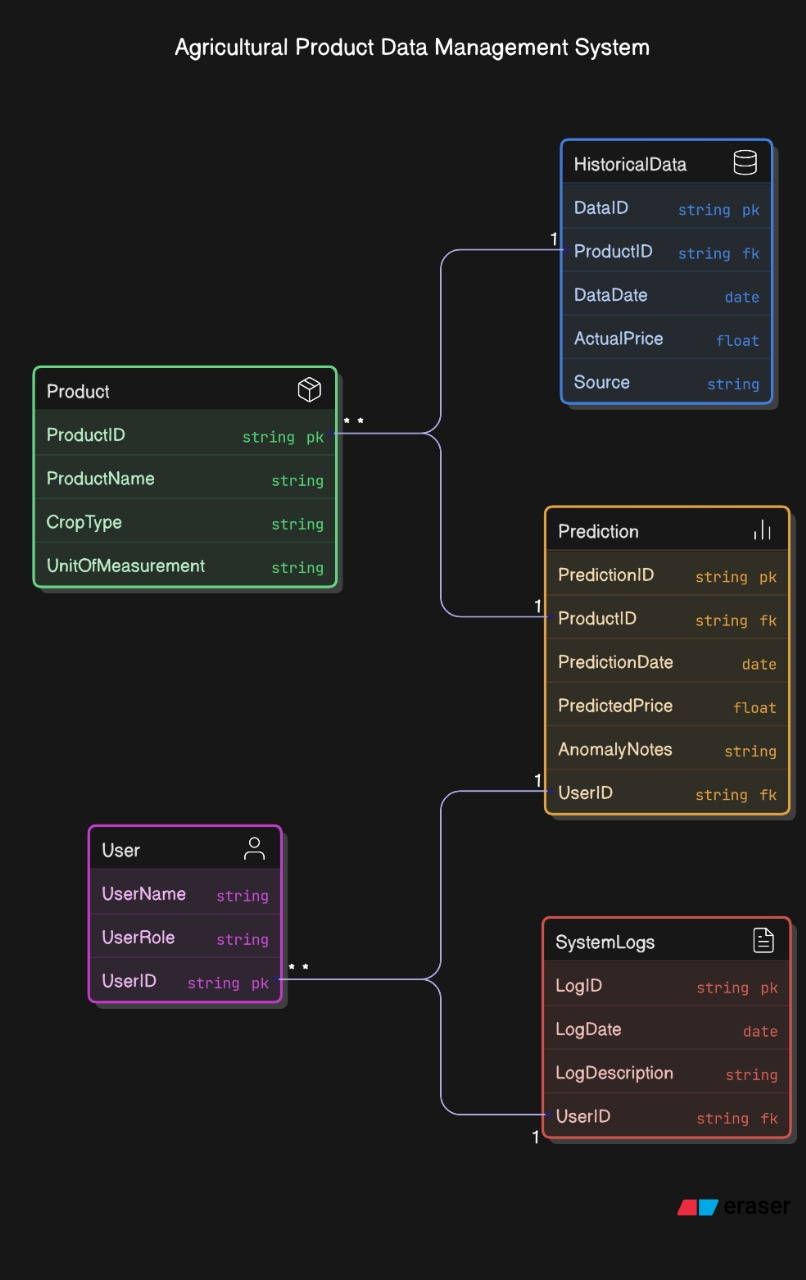 Agricultural Product Data Management System
HistoricalData
DataID string pk
1
ProductID string fk
DataDate date
ActualPrice float
Source string
Product
* *
ProductID string pk
ProductName string
CropType string
UnitOfMeasurement string
Prediction
PredictionID string pk
1
ProductID string fk
PredictionDate date
PredictedPrice float
AnomalyNotes string
1
UserID string fk
User
UserName string
UserRole string
* *
UserID string pk
SystemLogs
LogID string pk
LogDate date
LogDescription string
UserID string fk
1
eraser